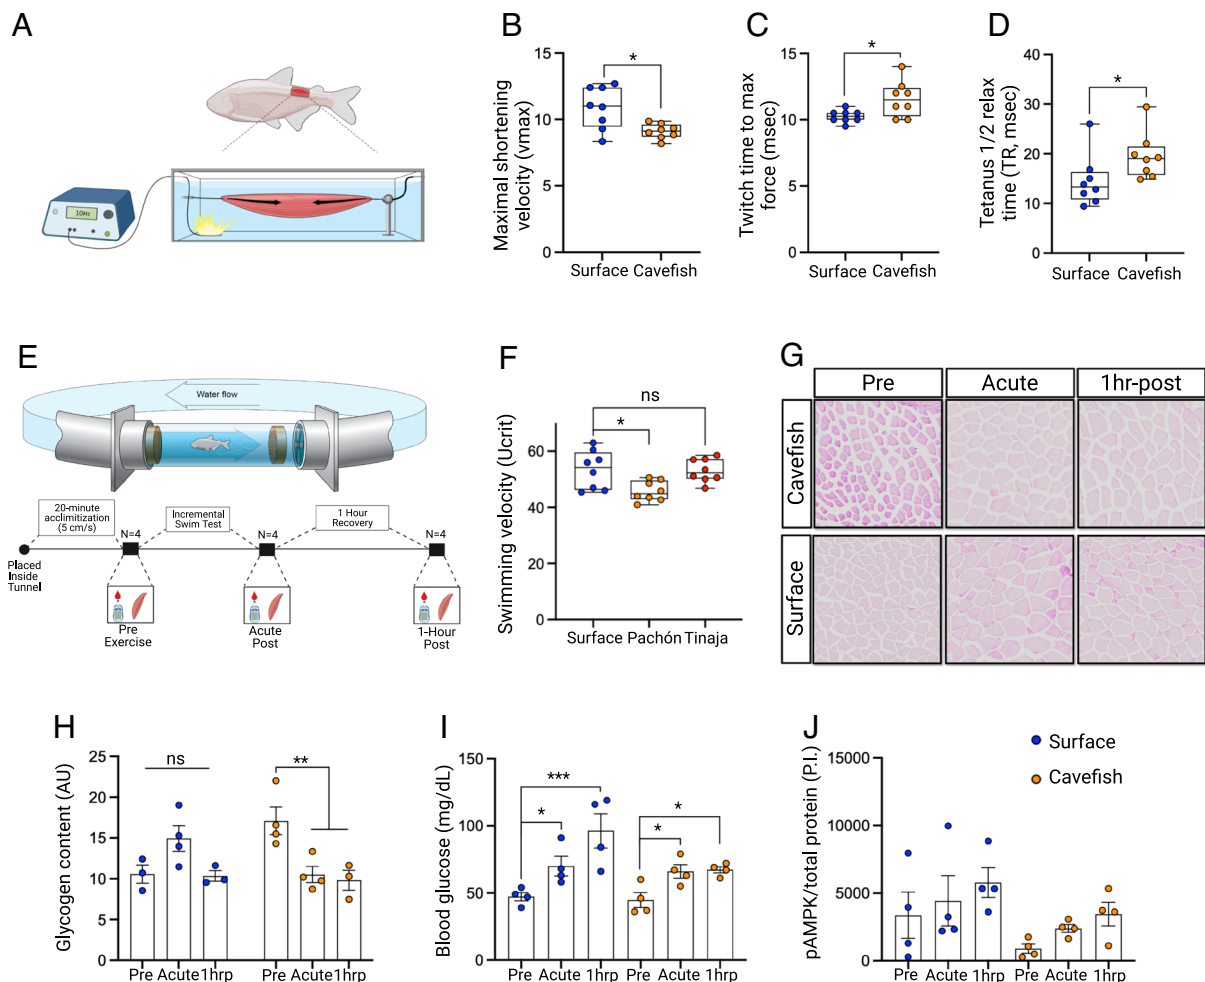 A
10Hz
B
Maximal shortening
velocity (vmax)
15
10
5
0
*
Surface Cavefish
C
Twitch time to max
force (msec)
15
10
5
0
*
Surface Cavefish
D
Tetanus 1/2 relax
time (TR, msec)
40
30
20
10
0
*
Surface Cavefish
E
Water flow
20-minute
acclimitization
(5 cm/s)
Incremental
Swim Test
1 Hour
Recovery
N=4
N=4
N=4
Placed
Inside
Tunnel
Pre
Exercise
Acute
Post
1-Hour
Post
F
Swimming velocity (Ucrit)
60
40
20
0
ns
*
Surface Pachón Tinaja
G
Pre
Acute
1hr-post
Cavefish
Surface
H
Glycogen content (AU)
25
20
15
10
5
0
ns
**
Pre Acute 1hrp
Pre Acute 1hrp
I
Blood glucose (mg/dL)
150
100
50
0
***
*
*
*
Pre Acute 1hrp Pre Acute 1hrp
J
pAMPK/total protein (P.I.)
15000
10000
5000
0
Surface
Cavefish
Pre Acute 1hrp Pre Acute 1hrp